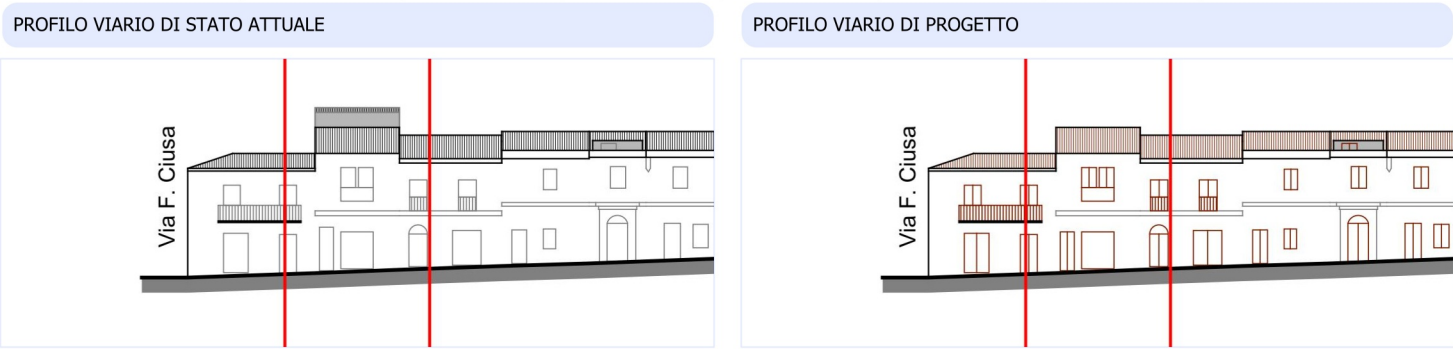 PROFILO VIARIO DI STATO ATTUALE
PROFILO VIARIO DI PROGETTO
Via F. Ciusa
Via F. Ciusa